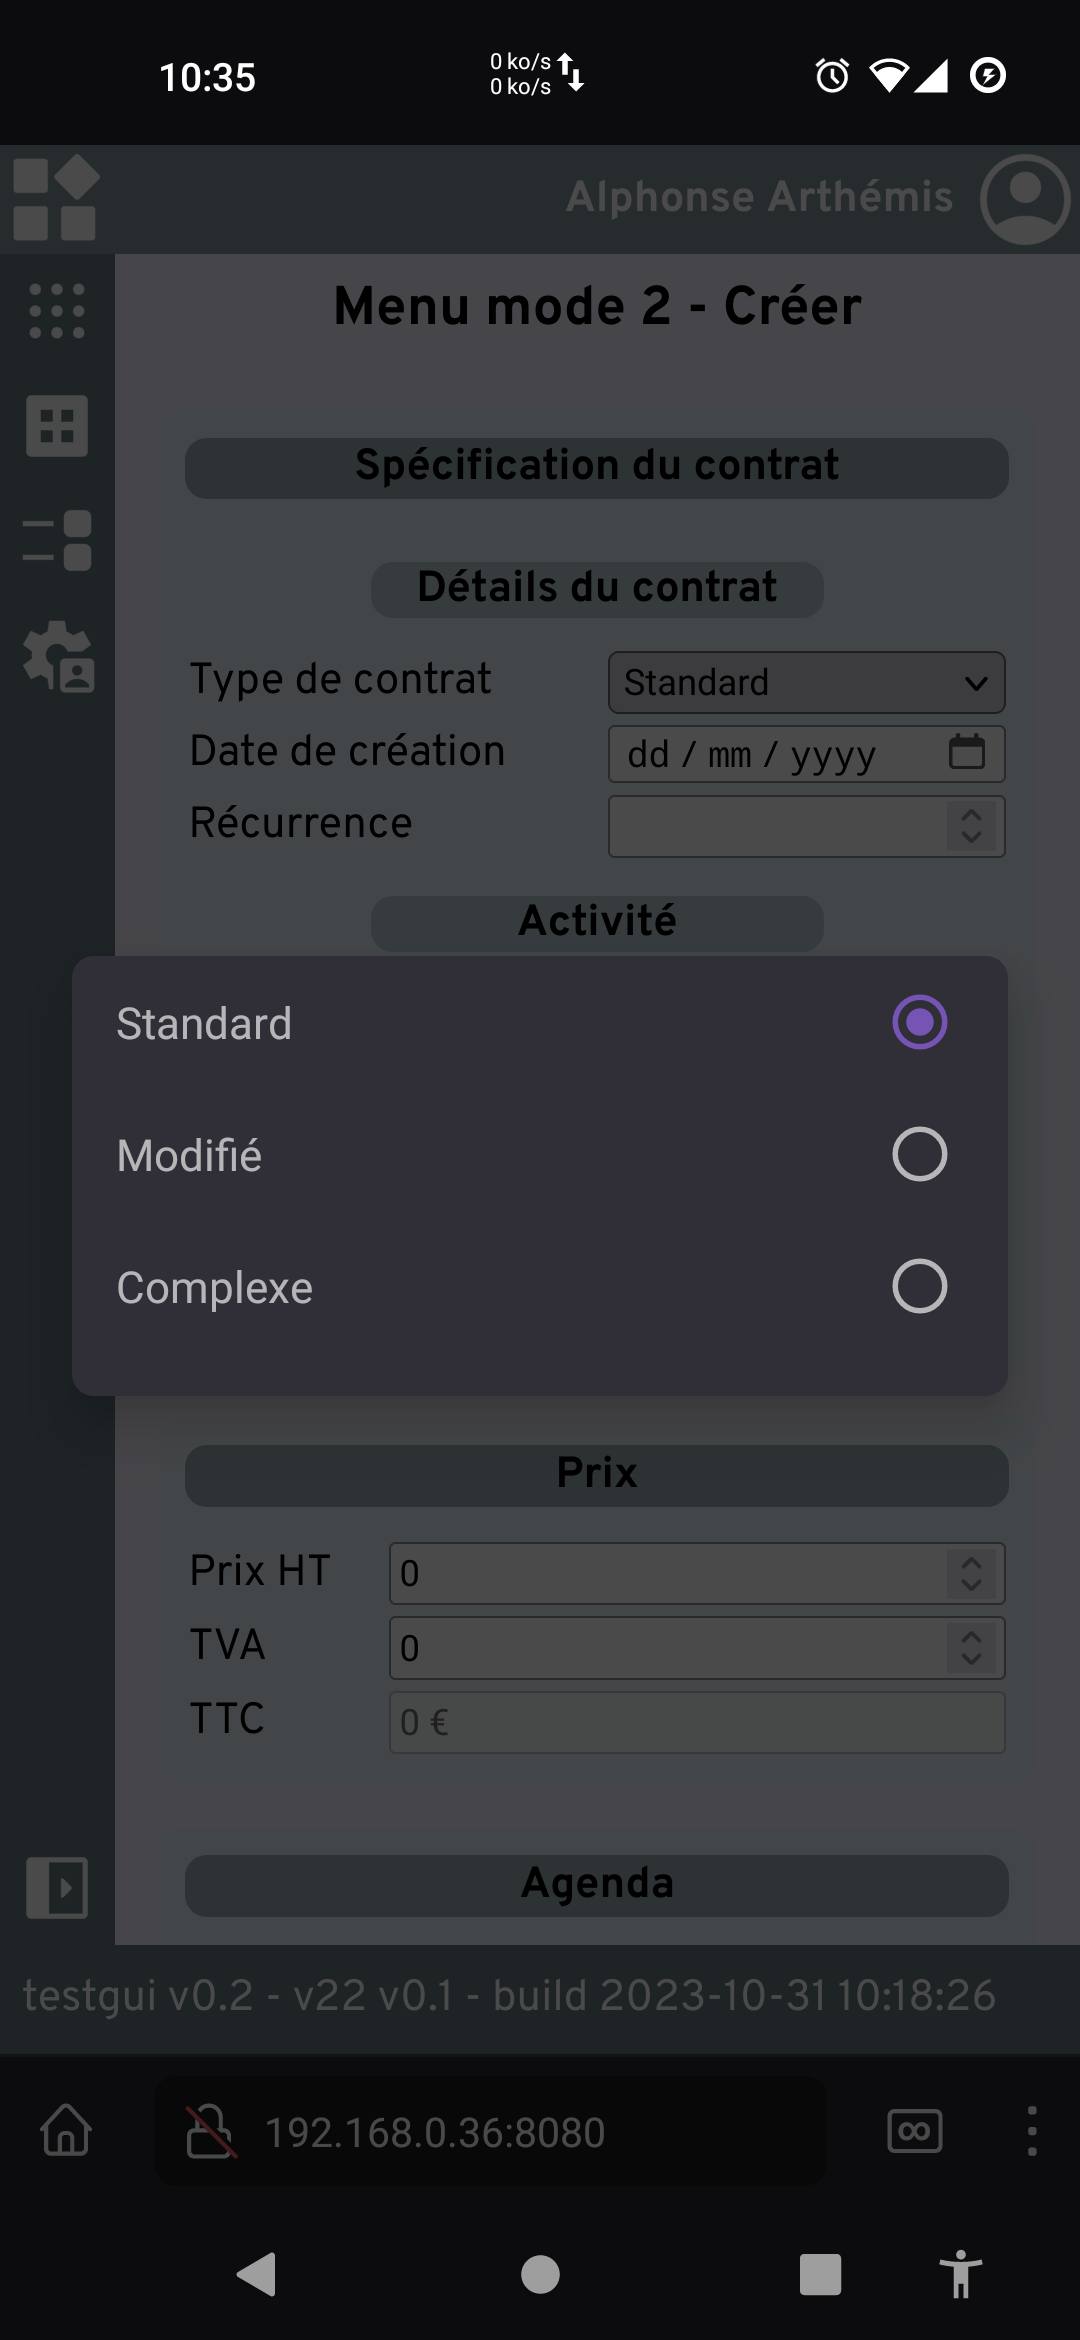 10:35
0 ko/s
0 ko/s
Alphonse Arthémis
Menu mode 2 - Créer
Spécification du contrat
Détails du contrat
Type de contrat Standard
Date de création dd / mm / yyyy
Récurrence
Activité
Standard
Modifié
Complexe
Prix
Prix HT 0
TVA 0
TTC 0 €
Agenda
testgui v0.2 - v22 v0.1 - build 2023-10-31 10:18:26
192.168.0.36:8080
∞